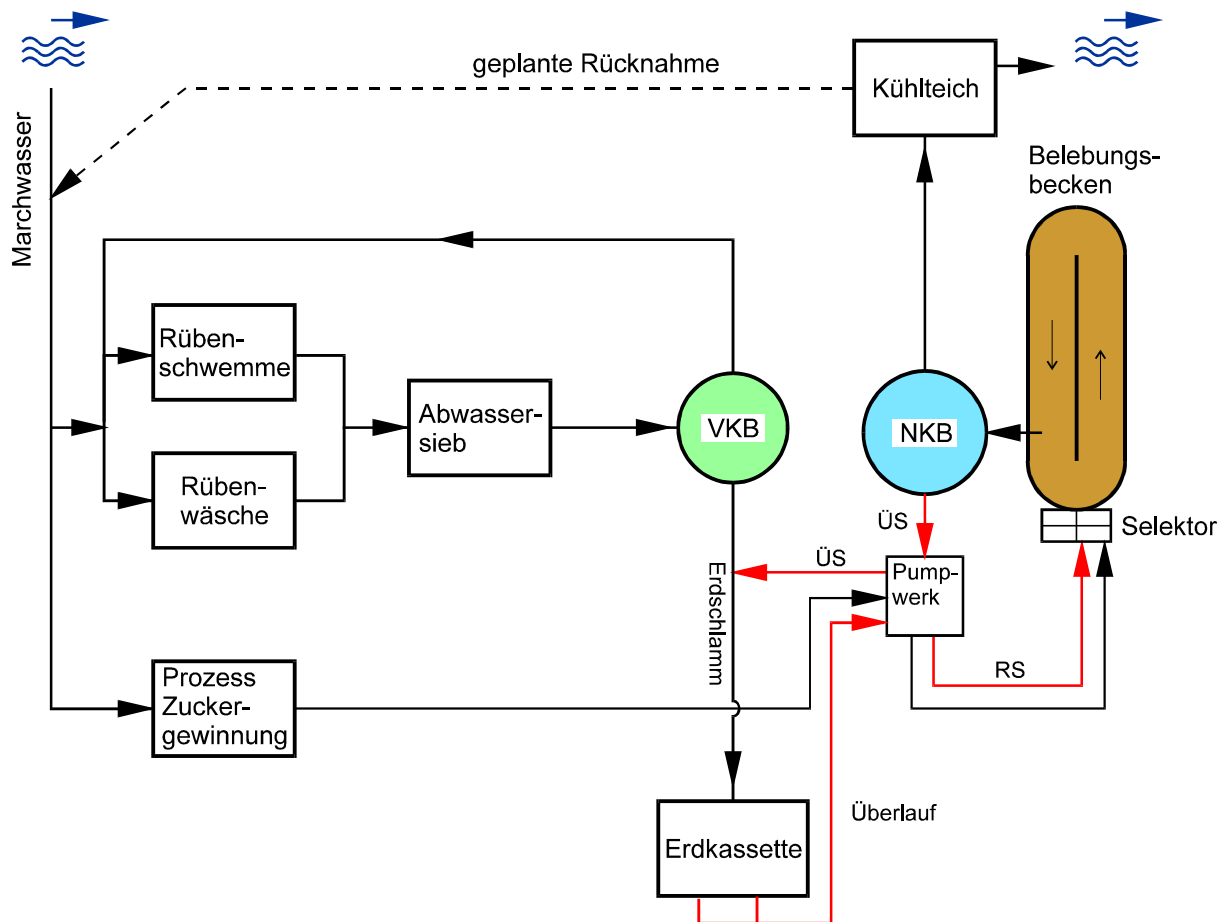 geplante Rücknahme
Kühlteich
Marchwasser
Belebungs-
becken
Rüben-
schwemme
Abwasser-
sieb
VKB
NKB
Rüben-
wäsche
ÜS
Selektor
ÜS
Pump-
werk
Erdschlamm
RS
Prozess
Zucker-
gewinnung
Überlauf
Erdkassette